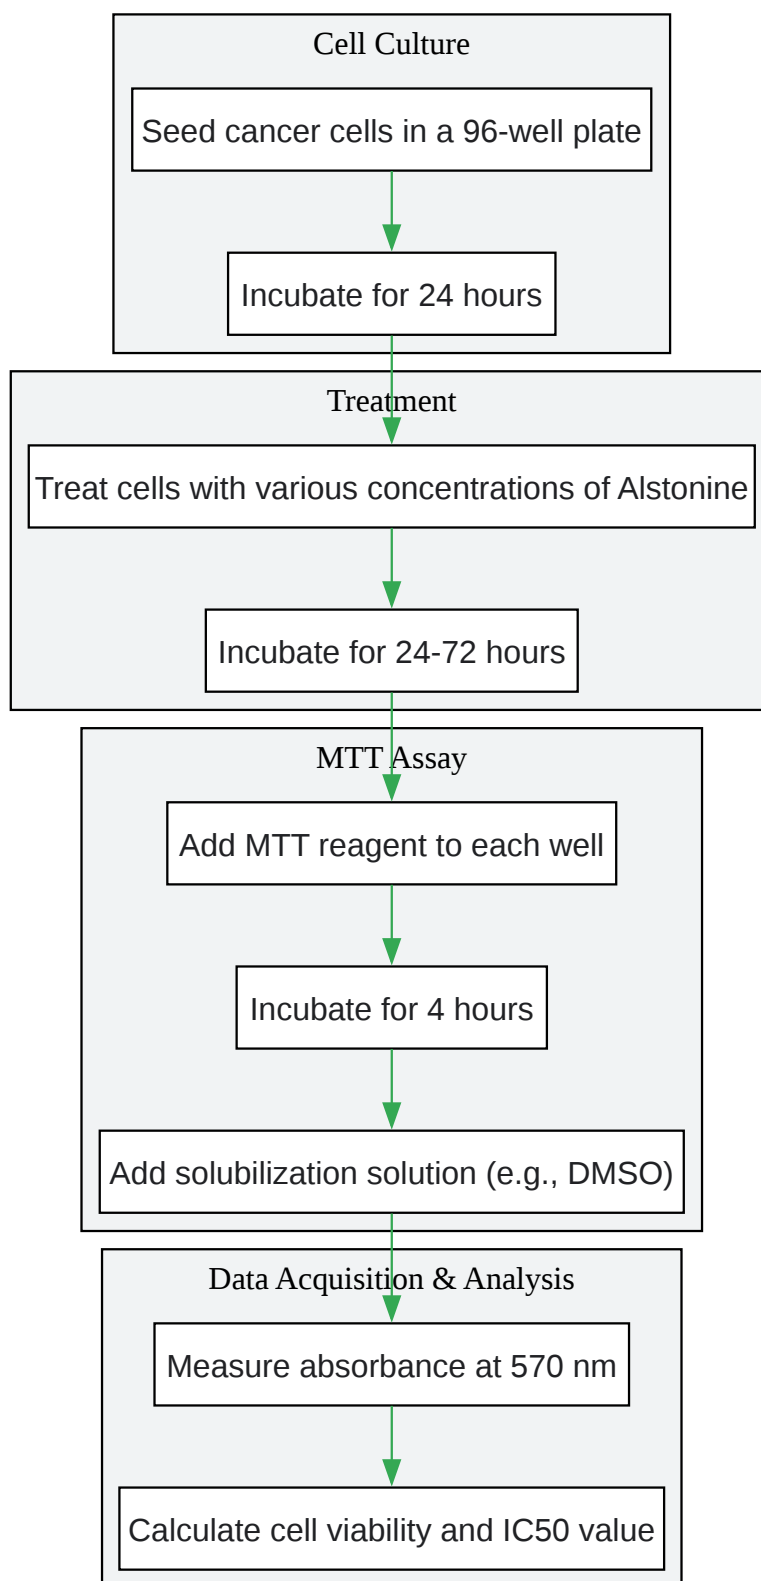 Cell Culture
Seed cancer cells in a 96-well plate
Incubate for 24 hours
Treatment
Treat cells with various concentrations of Alstonine
Incubate for 24-72 hours
MTT Assay
Add MTT reagent to each well
Incubate for 4 hours
Add solubilization solution (e.g., DMSO)
Data Acquisition & Analysis
Measure absorbance at 570 nm
Calculate cell viability and IC50 value